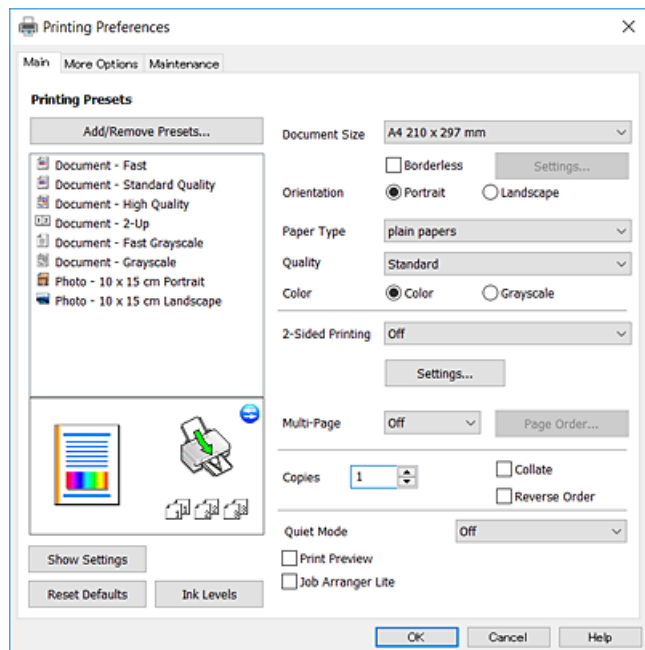 Printing Preferences
Main More Options Maintenance
Printing Presets
Add/Remove Presets...
Document - Fast
Document - Standard Quality
Document - High Quality
Document - 2-Up
Document - Fast Grayscale
Document - Grayscale
Photo - 10 x 15 cm Portrait
Photo - 10 x 15 cm Landscape
Show Settings
Reset Defaults Ink Levels
Document Size A4 210 x 297 mm
Borderless Settings...
Orientation Portrait Landscape
Paper Type plain papers
Quality Standard
Color Color Grayscale
2-Sided Printing Off
Settings...
Multi-Page Off Page Order...
Copies 1 Collate
Reverse Order
Quiet Mode Off
Print Preview
Job Arranger Lite
OK Cancel Help